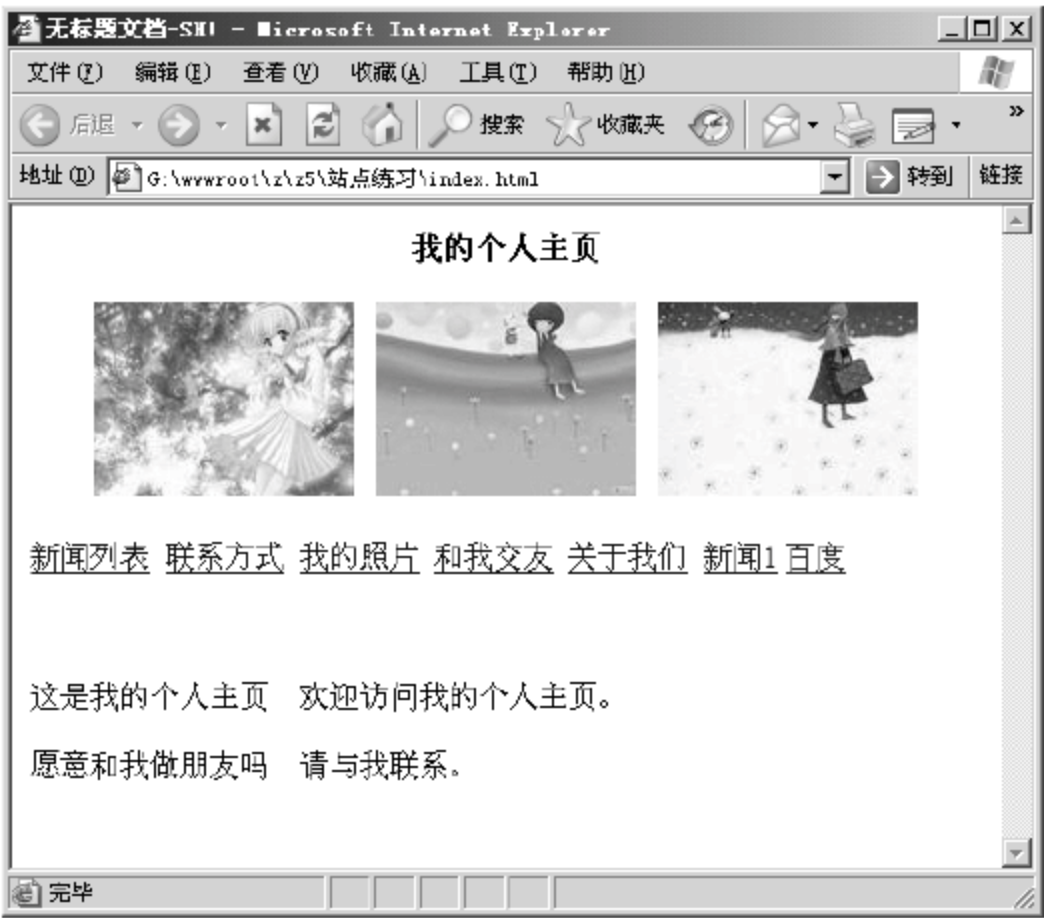 无标题文档-SXU - Microsoft Internet Explorer
文件(F) 编辑(E) 查看(V) 收藏(A) 工具(T) 帮助(H)
后退 搜索 收藏夹 »
地址(D) G:\wwwroot\z\z5\站点练习\index.html 转到 链接
我的个人主页
新闻列表 联系方式 我的照片 和我交友 关于我们 新闻1 百度
这是我的个人主页 欢迎访问我的个人主页。
愿意和我做朋友吗 请与我联系。
完毕